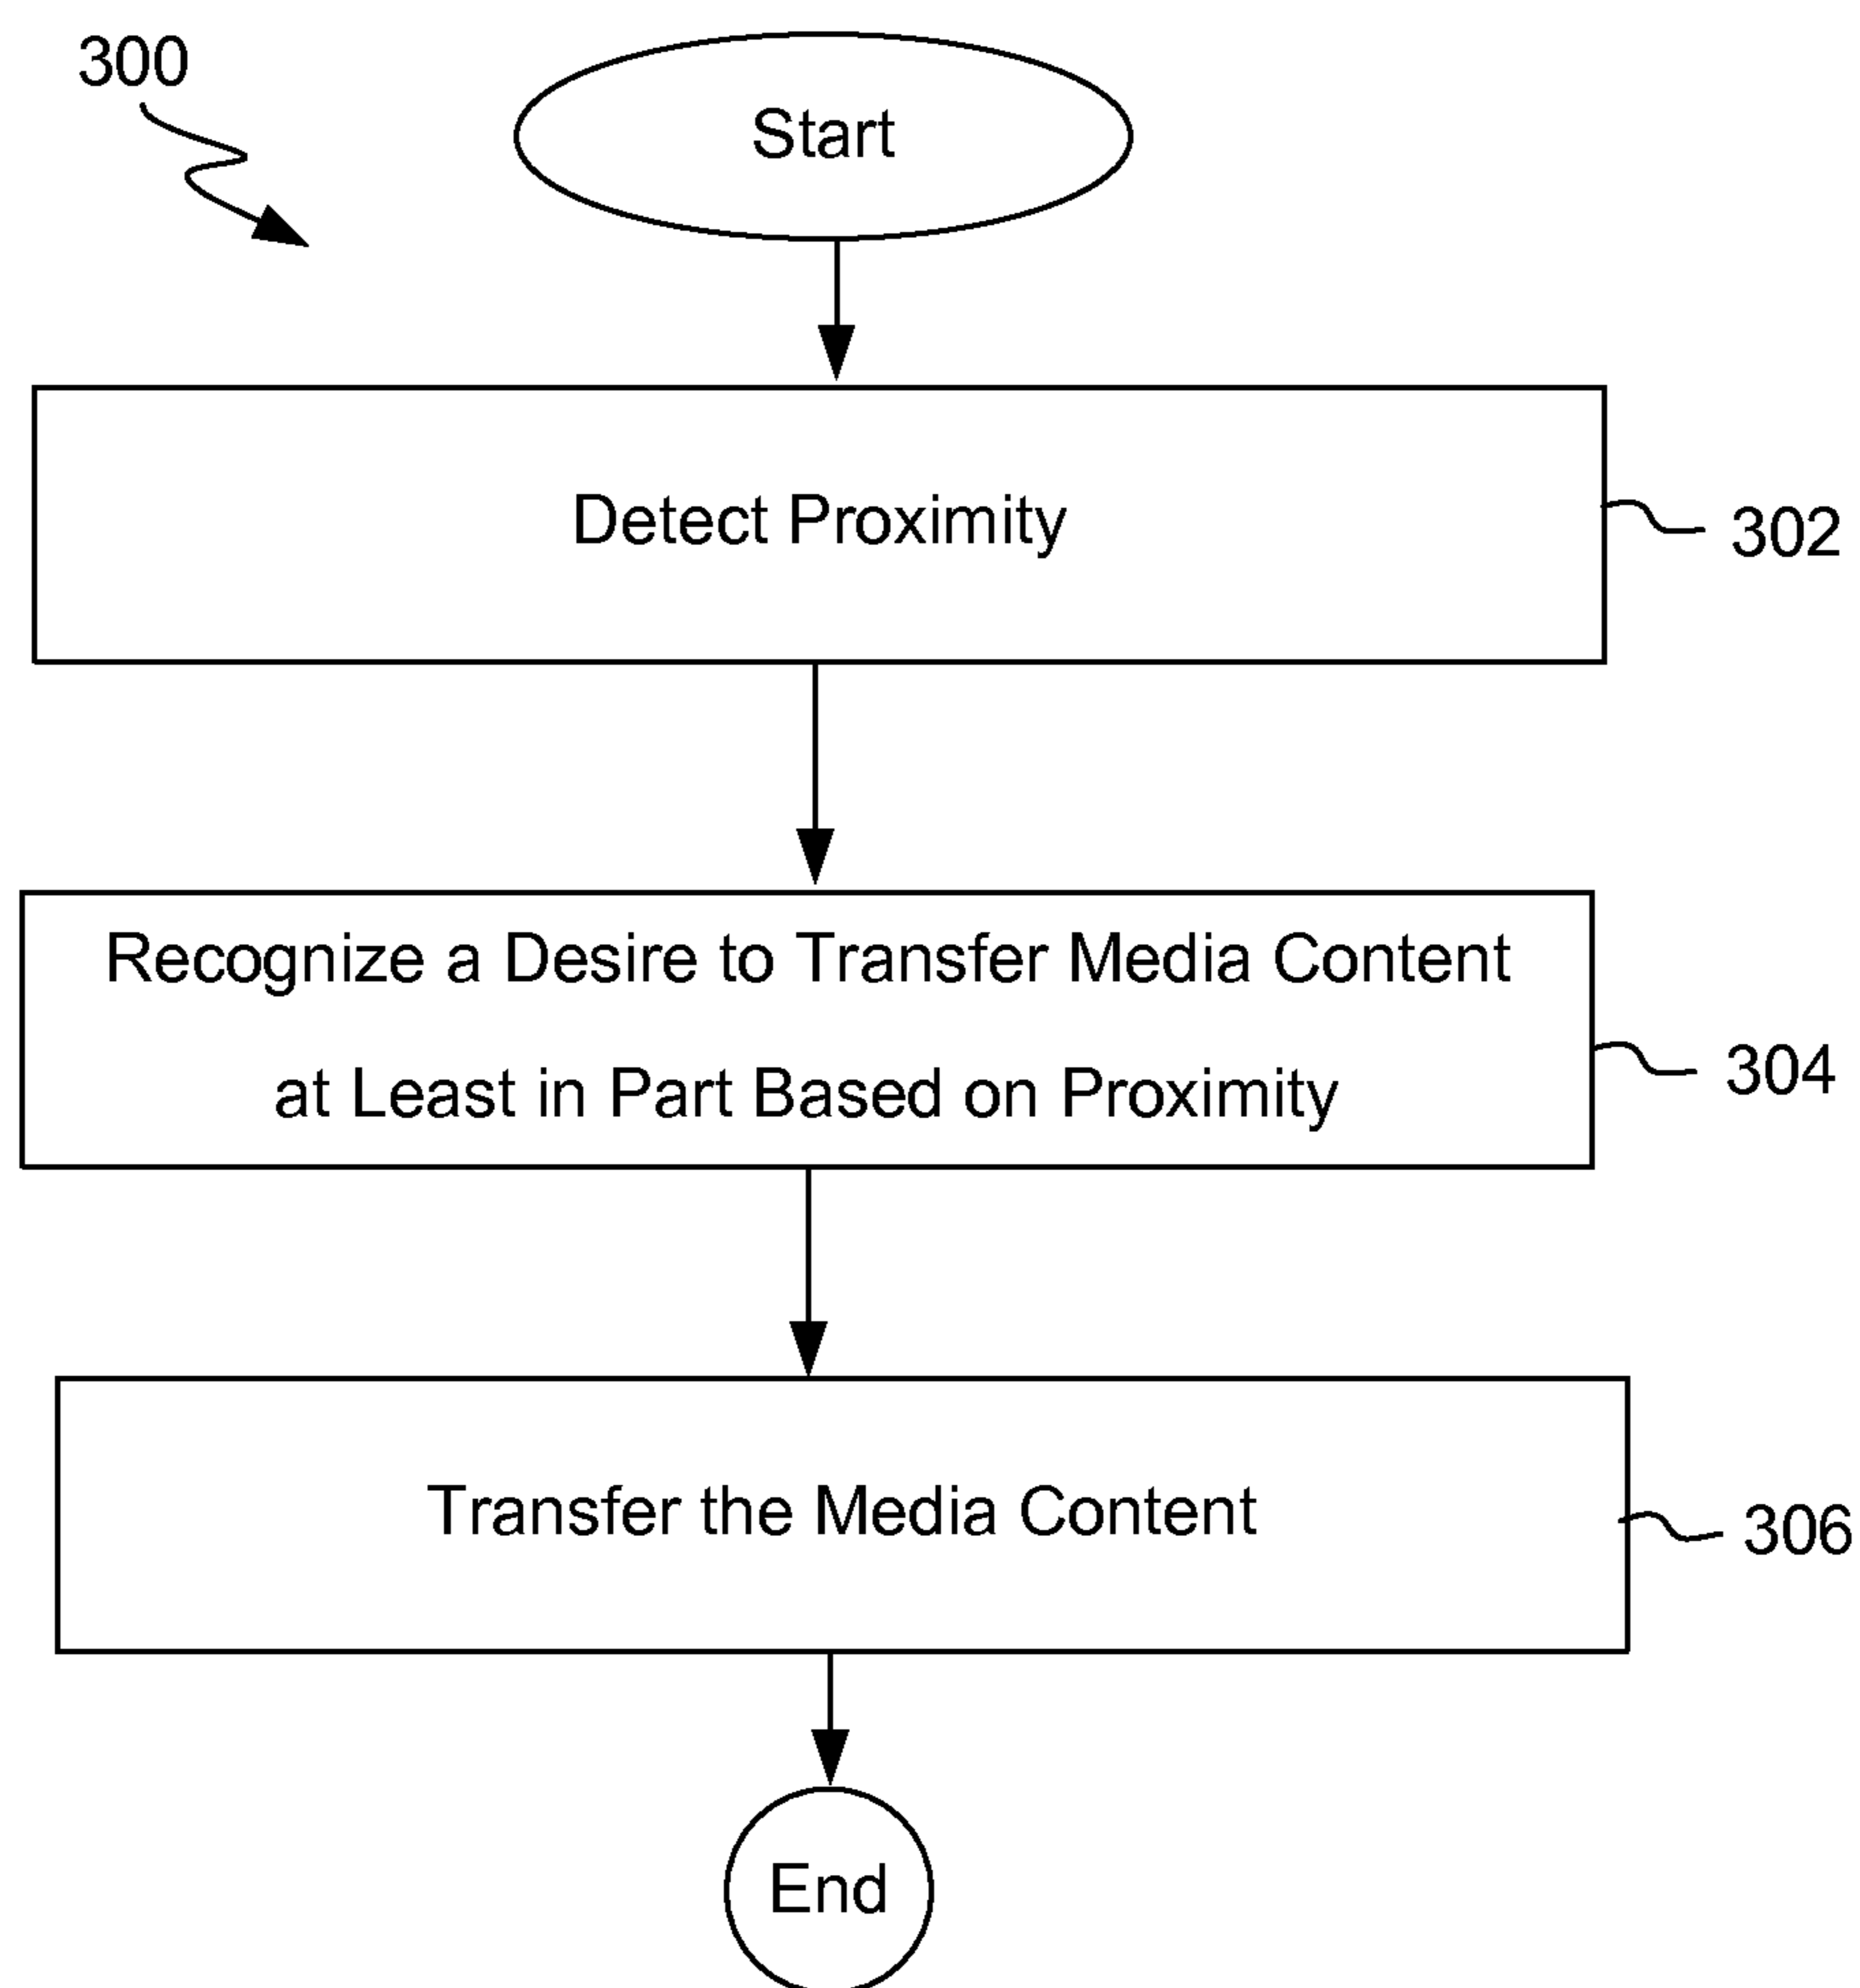 300
Start
Detect Proximity
302
Recognize a Desire to Transfer Media Content
at Least in Part Based on Proximity
304
Transfer the Media Content
306
End